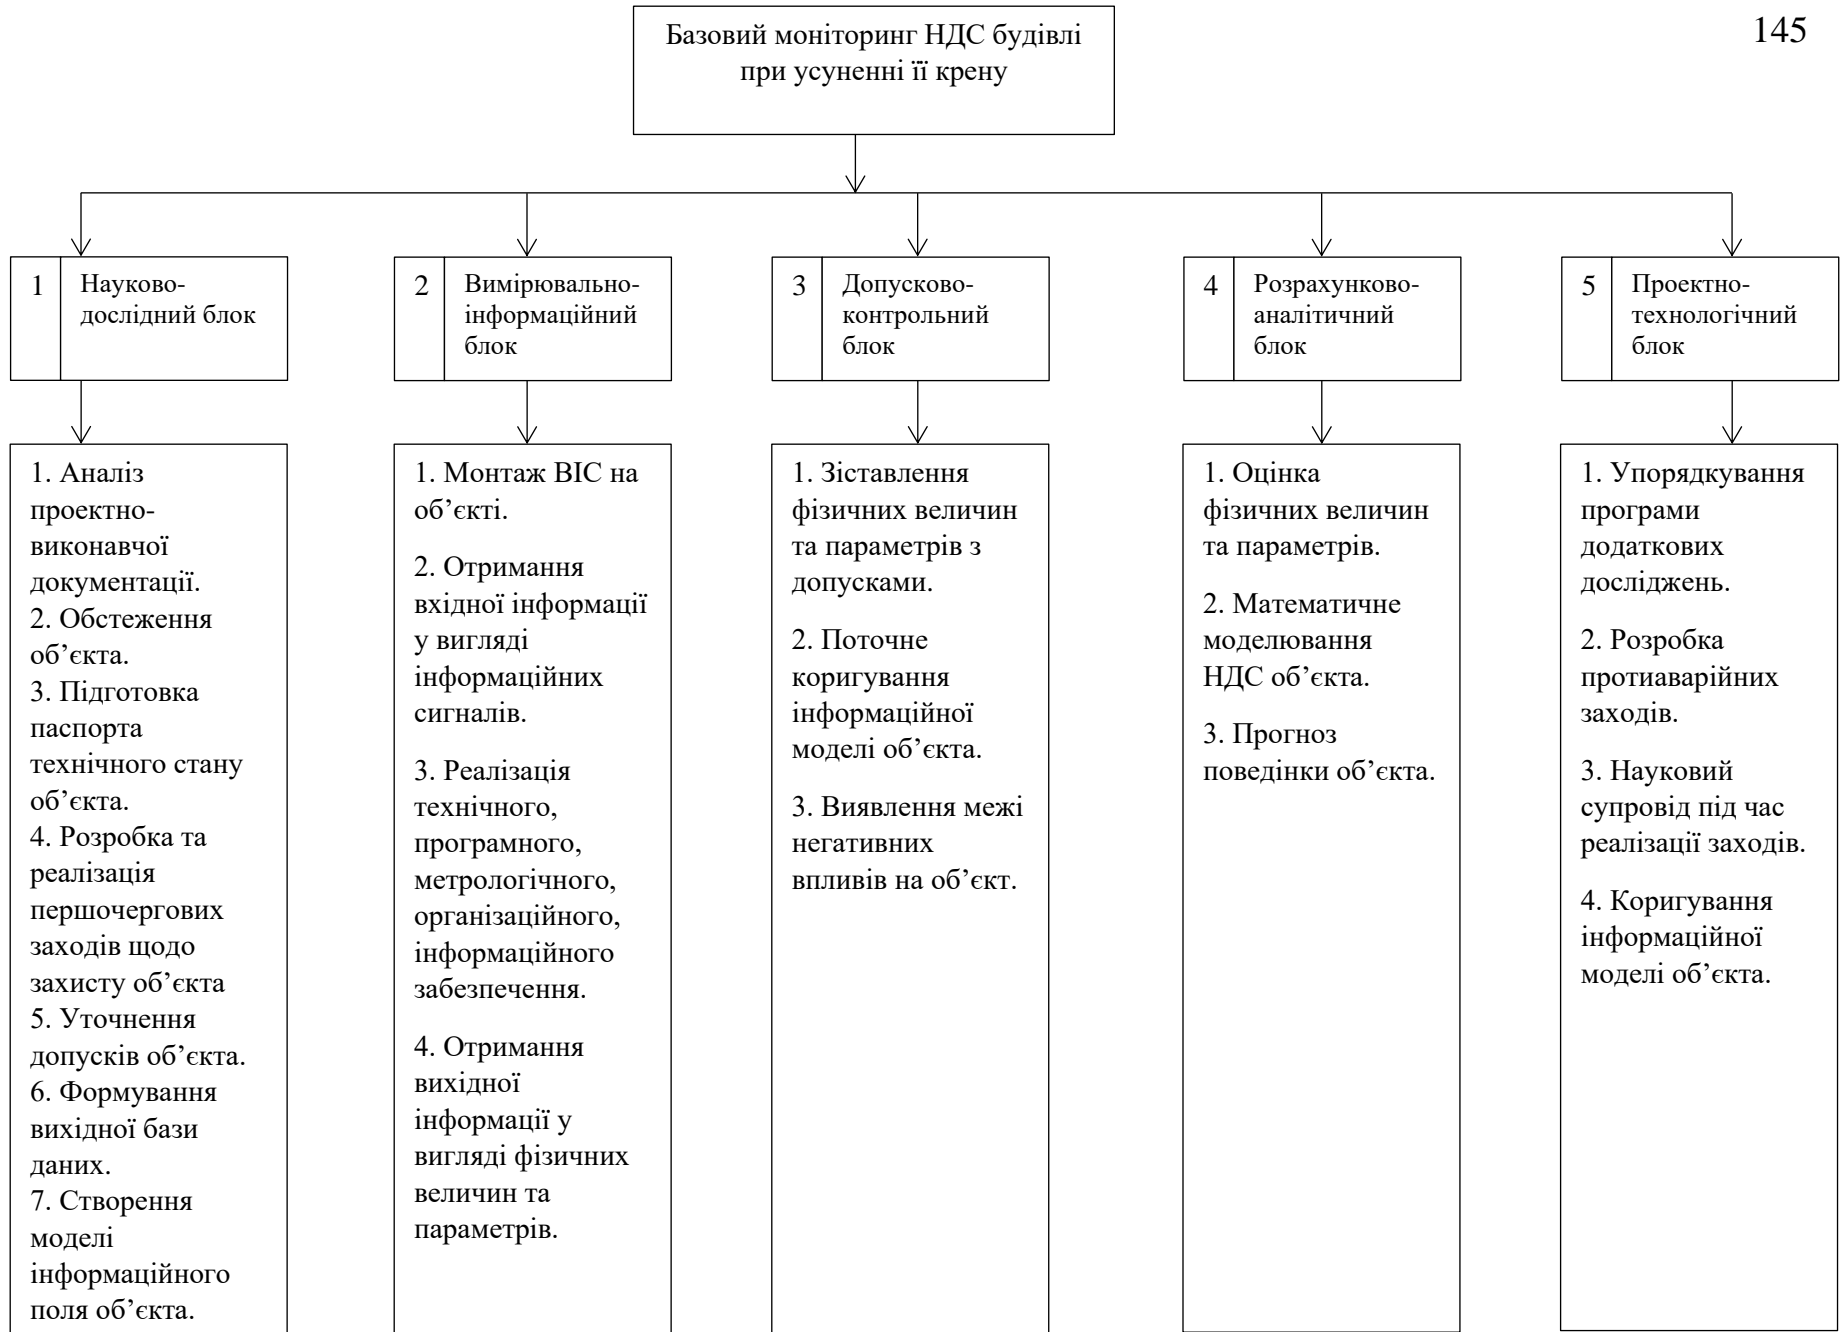 145
Базовий моніторинг НДС будівлі
при усуненні її крену
1
Науково-
дослідний блок
2
Вимірювально-
інформаційний
блок
3
Допусково-
контрольний
блок
4
Розрахунково-
аналітичний
блок
5
Проектно-
технологічний
блок
1. Аналіз
проектно-
виконавчої
документації.
2. Обстеження
об’єкта.
3. Підготовка
паспорта
технічного стану
об’єкта.
4. Розробка та
реалізація
першочергових
заходів щодо
захисту об’єкта
5. Уточнення
допусків об’єкта.
6. Формування
вихідної бази
даних.
7. Створення
моделі
інформаційного
поля об’єкта.
1. Монтаж ВІС на
об’єкті.
2. Отримання
вхідної інформації
у вигляді
інформаційних
сигналів.
3. Реалізація
технічного,
програмного,
метрологічного,
організаційного,
інформаційного
забезпечення.
4. Отримання
вихідної
інформації у
вигляді фізичних
величин та
параметрів.
1. Зіставлення
фізичних величин
та параметрів з
допусками.
2. Поточне
коригування
інформаційної
моделі об’єкта.
3. Виявлення межі
негативних
впливів на об’єкт.
1. Оцінка
фізичних величин
та параметрів.
2. Математичне
моделювання
НДС об’єкта.
3. Прогноз
поведінки об’єкта.
1. Упорядкування
програми
додаткових
досліджень.
2. Розробка
протиаварійних
заходів.
3. Науковий
супровід під час
реалізації заходів.
4. Коригування
інформаційної
моделі об’єкта.